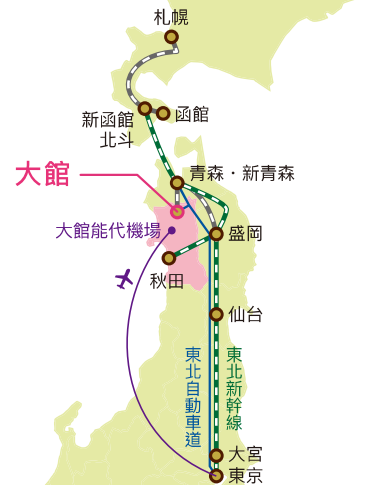 札幌
新函館
北斗
函館
青森・新青森
大館
大館能代機場
盛岡
秋田
仙台
東北自動車道
東北新幹線
大宮
東京